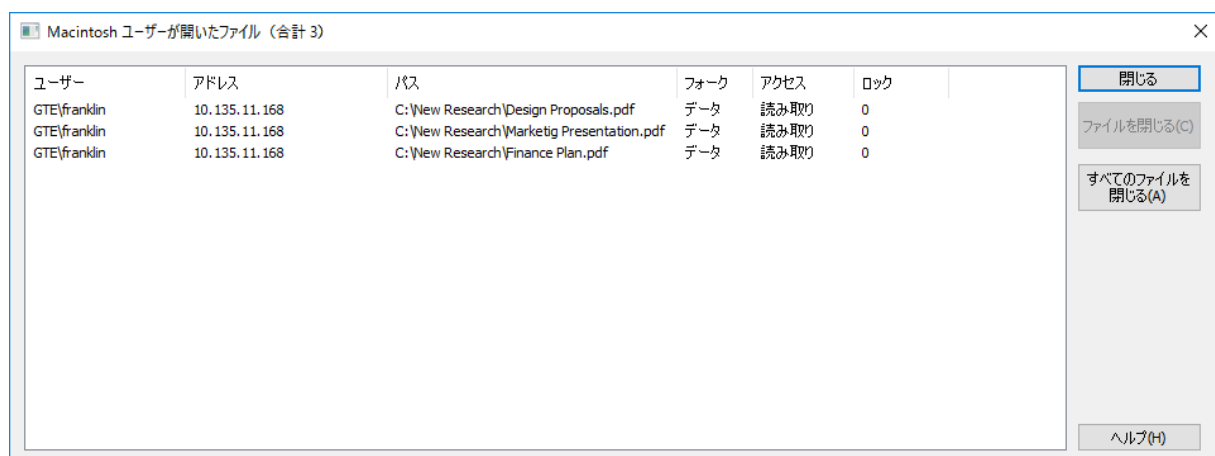 Macintosh ユーザーが開いたファイル（合計 3）
ユーザー アドレス パス フォーク アクセス ロック
GTE\franklin 10.135.11.168 C:\New Research\Design Proposals.pdf データ 読み取り 0
GTE\franklin 10.135.11.168 C:\New Research\Marketig Presentation.pdf データ 読み取り 0
GTE\franklin 10.135.11.168 C:\New Research\Finance Plan.pdf データ 読み取り 0
閉じる
ファイルを閉じる(C)
すべてのファイルを
閉じる(A)
ヘルプ(H)